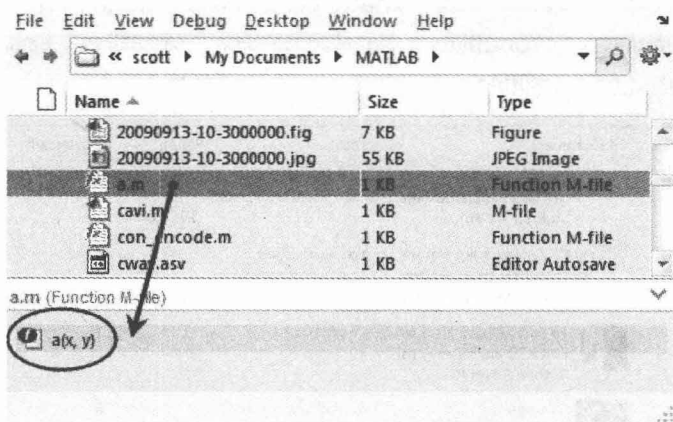 File Edit View Debug Desktop Window Help
« scott ▸ My Documents ▸ MATLAB ▸
Name Size Type
20090913-10-3000000.fig 7 KB Figure
20090913-10-3000000.jpg 55 KB JPEG Image
a.m 1 KB Function M-file
cavi.m 1 KB M-file
con_encode.m 1 KB Function M-file
1 KB Editor Autosave
a.m (Function M-file)
a(x, y)